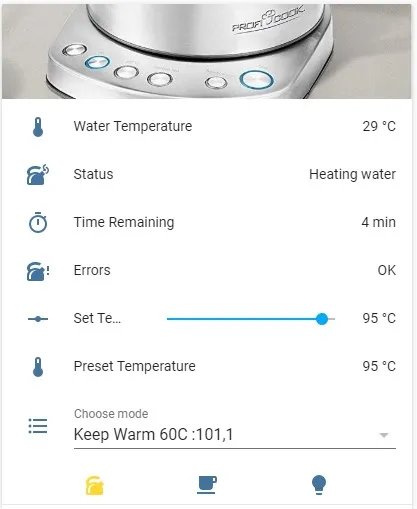 PROFI COOK
Water Temperature 29 °C
Status Heating water
Time Remaining 4 min
Errors OK
Set Te... 95 °C
Preset Temperature 95 °C
Choose mode
Keep Warm 60C :101,1